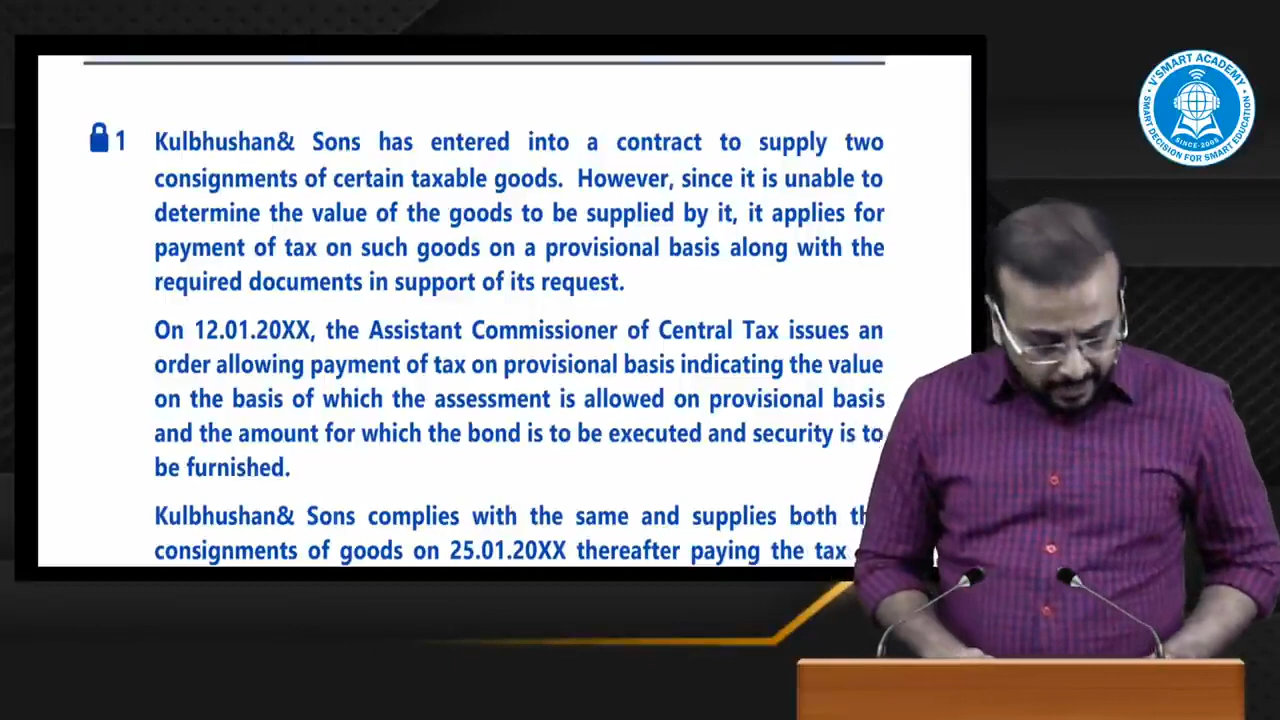 1 Kulbhushan& Sons has entered into a contract to supply two
consignments of certain taxable goods. However, since it is unable to
determine the value of the goods to be supplied by it, it applies for
payment of tax on such goods on a provisional basis along with the
required documents in support of its request.
On 12.01.20XX, the Assistant Commissioner of Central Tax issues an
order allowing payment of tax on provisional basis indicating the value
on the basis of which the assessment is allowed on provisional basis
and the amount for which the bond is to be executed and security is to
be furnished.
Kulbhushan& Sons complies with the same and supplies both
consignments of goods on 25.01.20XX thereafter paying the tax
V'SMART ACADEMY
SMART DECISION FOR SMART EDUCATION
SINCE-2005